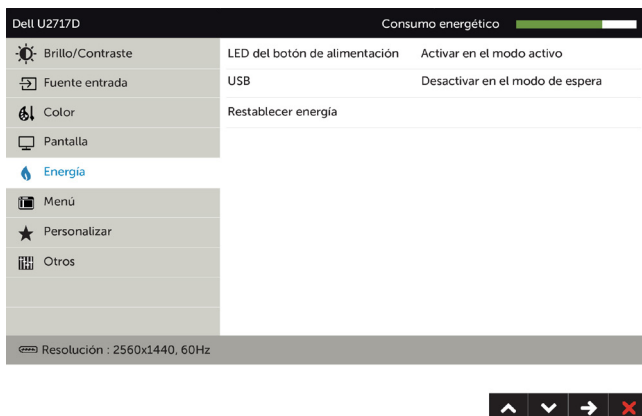 Dell U2717D Consumo energético
Brillo/Contraste LED del botón de alimentación Activar en el modo activo
Fuente entrada USB Desactivar en el modo de espera
Color Restablecer energía
Pantalla
Energía
Menú
Personalizar
Otros
Resolución : 2560x1440, 60Hz